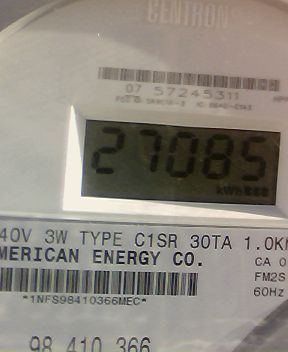 CENTRON
07 57245311
27085
kWh
40V 3W TYPE C1SR 30TA 1.0K
MERICAN ENERGY CO.
CA 0
FM2S
60Hz
*1NFS98410366MEC*
98 410 366